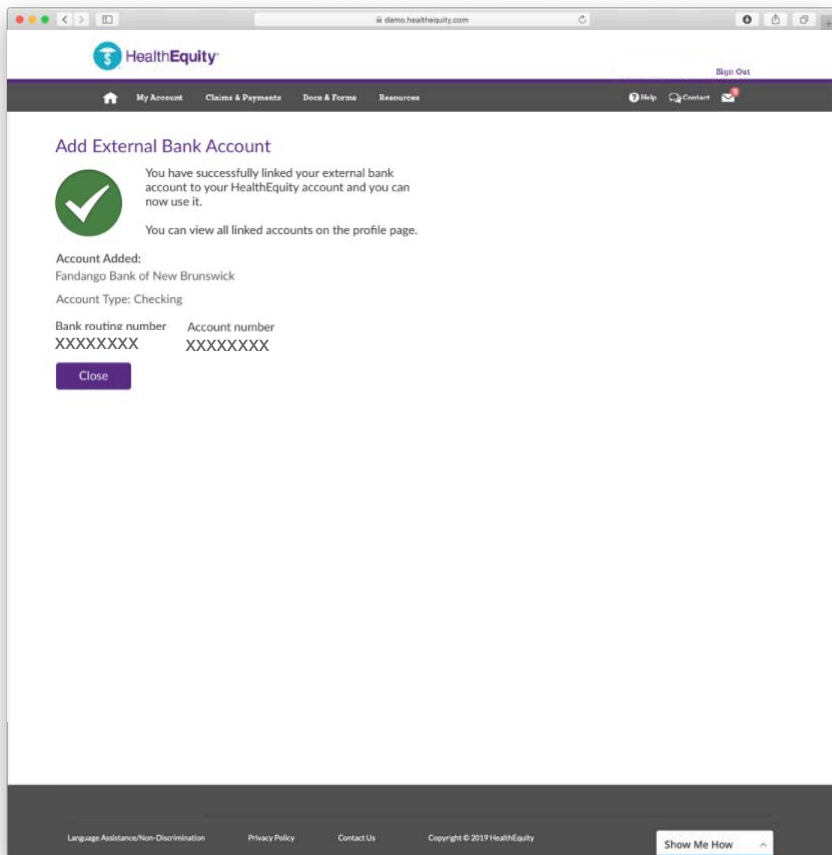 demo.healthequity.com
HealthEquity
Sign Out
My Account Claims & Payments Docs & Forms Resources Help Contact
Add External Bank Account
You have successfully linked your external bank
account to your HealthEquity account and you can
now use it.
You can view all linked accounts on the profile page.
Account Added:
Fandango Bank of New Brunswick
Account Type: Checking
Bank routing number Account number
XXXXXXXX XXXXXXXX
Close
Language Assistance/Non-Discrimination Privacy Policy Contact Us Copyright © 2019 HealthEquity
Show Me How